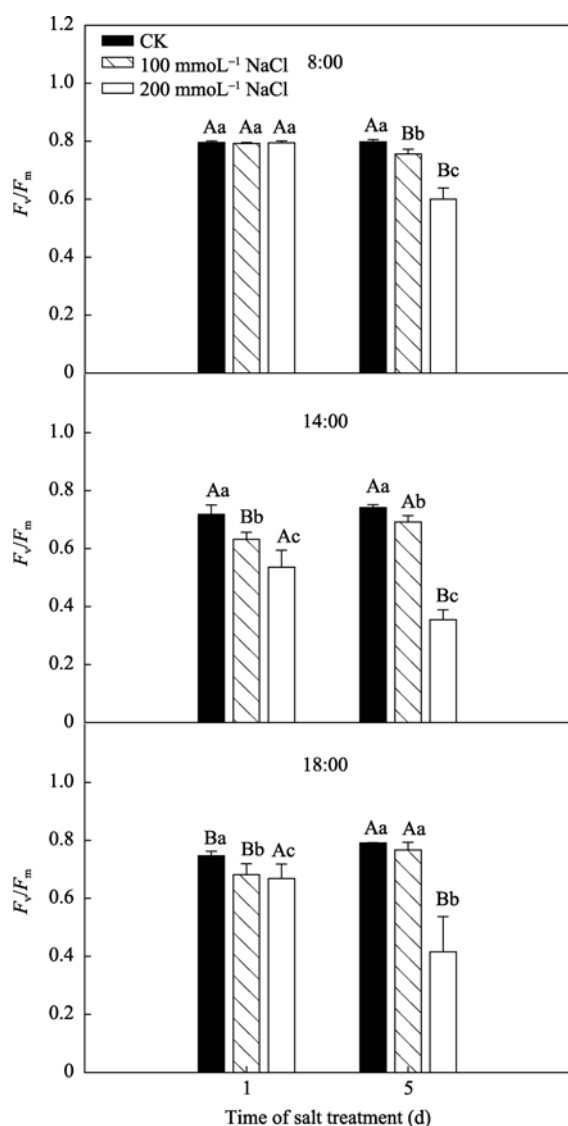 1.2
CK
100 mmoL⁻¹ NaCl 8:00
200 mmoL⁻¹ NaCl
1.0
Aa Aa Aa Aa Bb
0.8
Bc
0.6
0.4
0.2
0
Fv/Fm
14:00
1.0
Aa Bb Ac Aa Ab
0.8
0.6
Bc
0.4
0.2
0
Fv/Fm
18:00
1.0
Ba Bb Ac Aa Aa
0.8
0.6
Bb
0.4
0.2
0
Fv/Fm
1 5
Time of salt treatment (d)